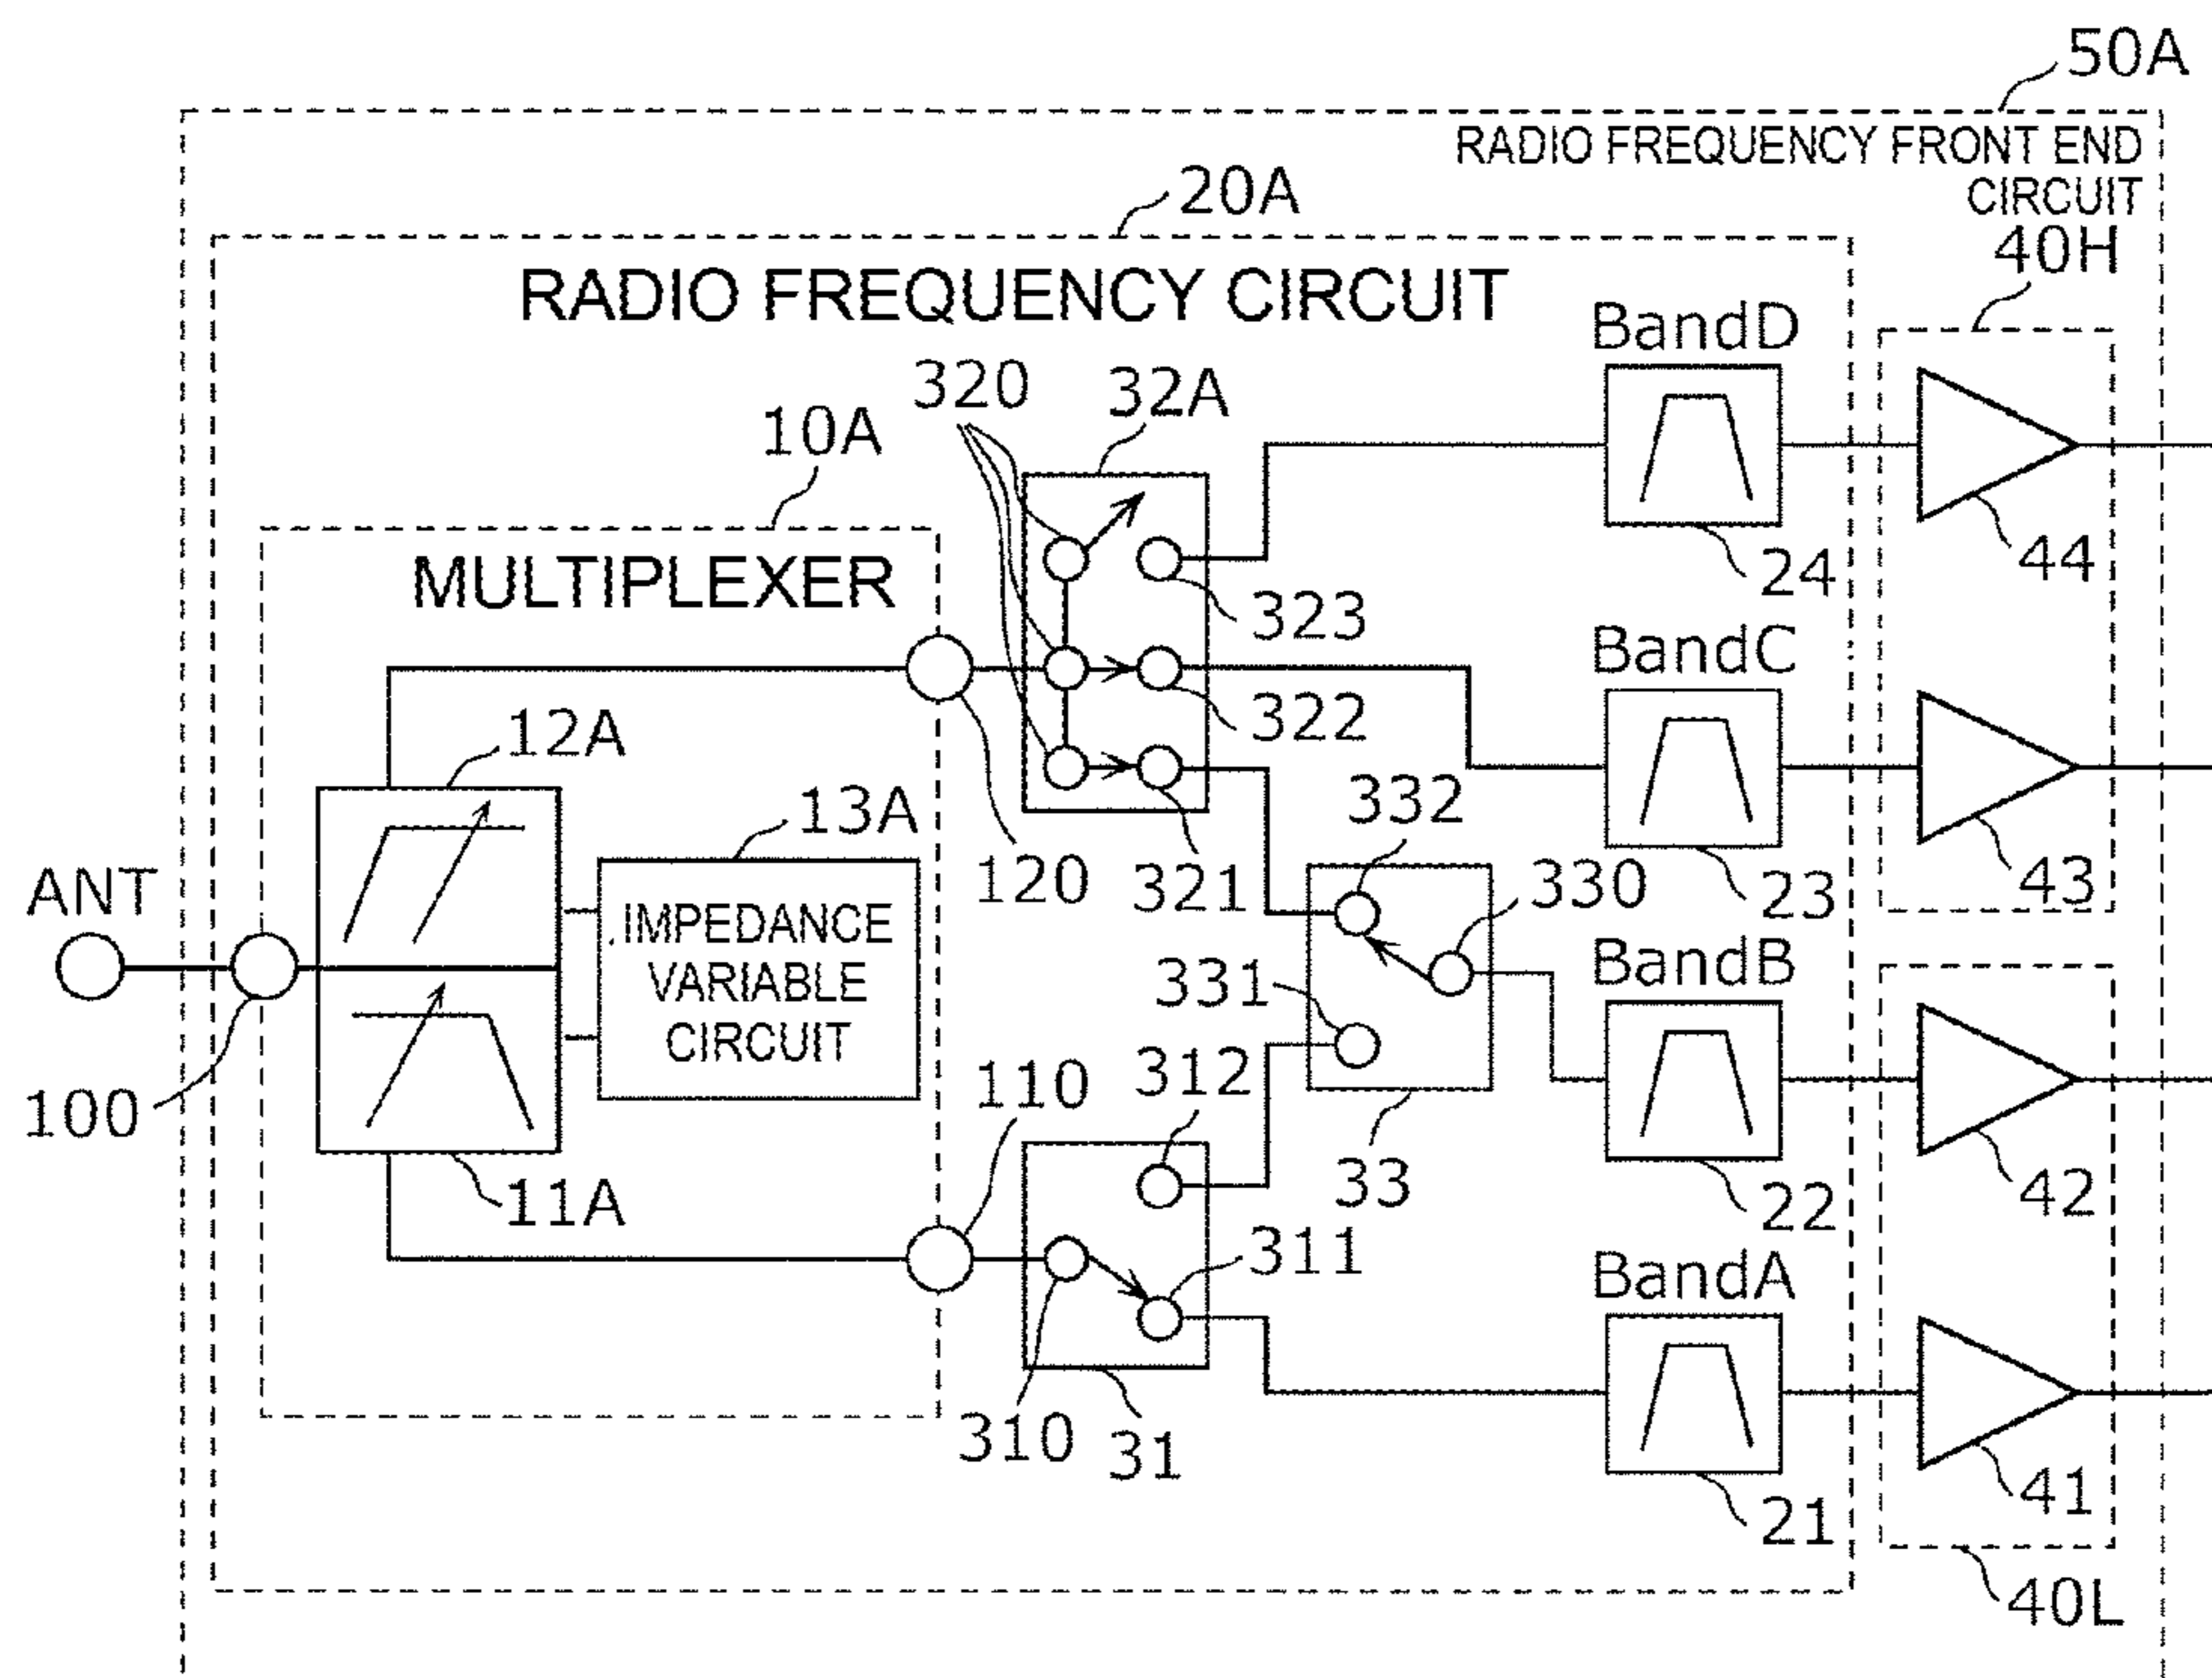 50A
RADIO FREQUENCY FRONT END
CIRCUIT
20A
40H
RADIO FREQUENCY CIRCUIT
BandD
320
32A
10A
MULTIPLEXER
24
44
323
BandC
322
12A
332
13A
120
321
330
23
43
ANT
IMPEDANCE
VARIABLE
CIRCUIT
BandB
331
312
110
100
33
11A
22
42
311
BandA
310
31
21
41
40L